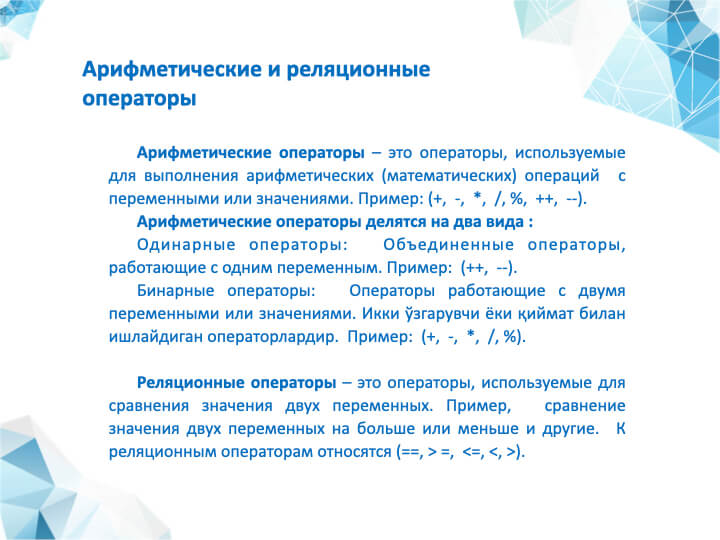 Арифметические и реляционные
операторы
Арифметические операторы – это операторы, используемые
для выполнения арифметических (математических) операций с
переменными или значениями. Пример: (+, -, *, /, %, ++, --).
Арифметические операторы делятся на два вида :
Одинарные операторы: Объединенные операторы,
работающие с одним переменным. Пример: (++, --).
Бинарные операторы: Операторы работающие с двумя
переменными или значениями. Икки ўзгарувчи ёки қиймат билан
ишлайдиган операторлардир. Пример: (+, -, *, /, %).
Реляционные операторы – это операторы, используемые для
сравнения значения двух переменных. Пример, сравнение
значения двух переменных на больше или меньше и другие. К
реляционным операторам относятся (==, > =, <=, <, >).